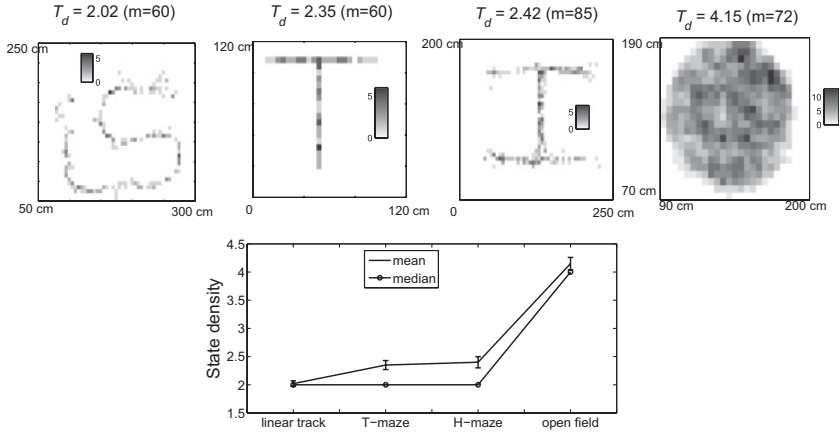 T_d = 2.02 (m=60)
T_d = 2.35 (m=60)
T_d = 2.42 (m=85)
T_d = 4.15 (m=72)
250 cm
5
0
50 cm
300 cm
120 cm
5
0
0
120 cm
200 cm
5
0
0
250 cm
190 cm
10
5
0
70 cm
90 cm
200 cm
4.5
4
3.5
3
2.5
2
1.5
State density
mean
median
linear track
T-maze
H-maze
open field